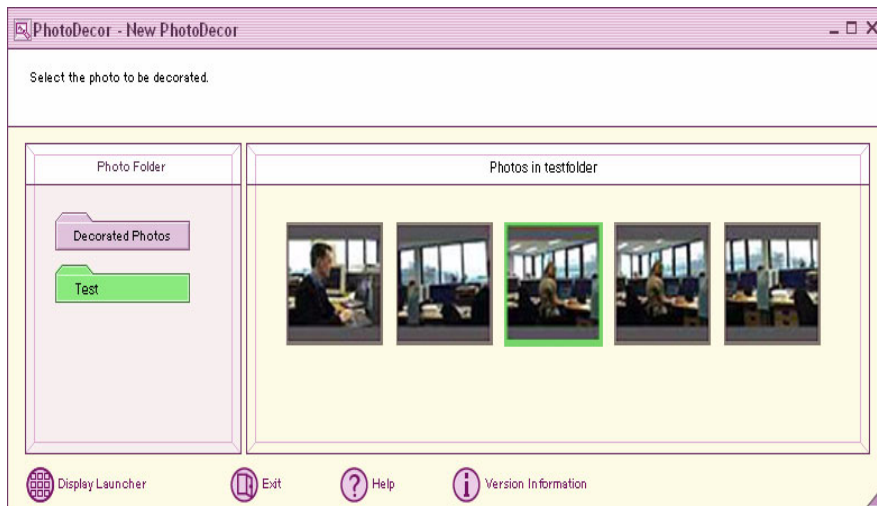 PhotoDecor - New PhotoDecor
Select the photo to be decorated.
Photo Folder
Photos in testfolder
Decorated Photos
Test
Display Launcher
Exit
? Help
i Version Information